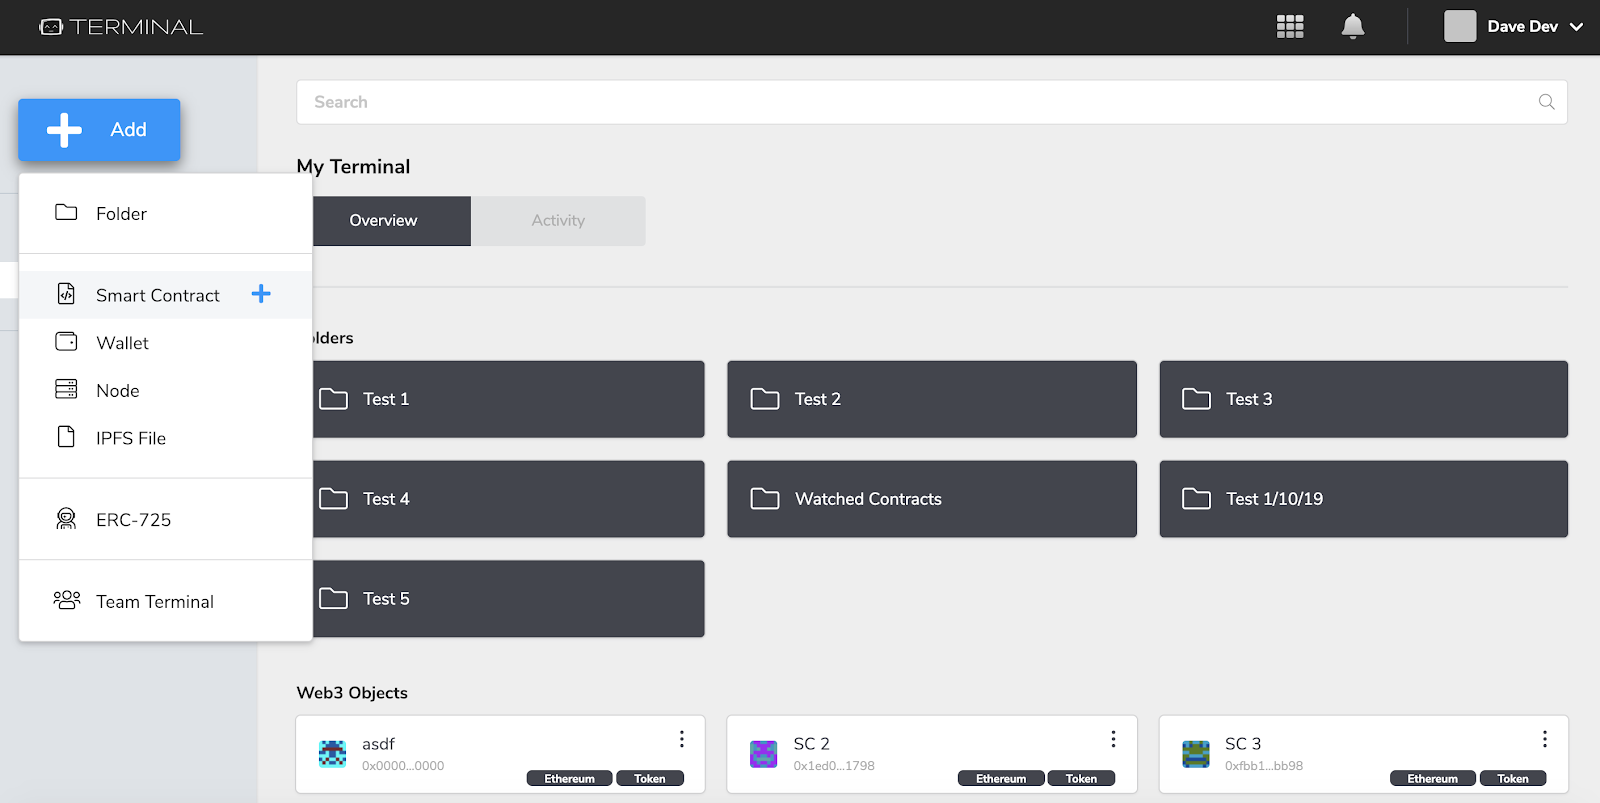 TERMINAL
Dave Dev
Add
Search
My Terminal
Overview
Activity
Folder
Smart Contract
Wallet
Node
IPFS File
ERC-725
Team Terminal
olders
Test 1
Test 2
Test 3
Test 4
Watched Contracts
Test 1/10/19
Test 5
Web3 Objects
asdf
0x0000...0000
Ethereum Token
SC 2
0x1ed0...1798
Ethereum Token
SC 3
0xfbb1...bb98
Ethereum Token